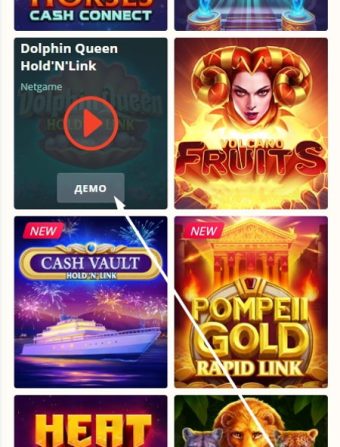 HORSES
CASH CONNECT
Dolphin Queen
Hold'N'Link
Netgame
Dolphin Queen
HOLD 'N' LINK
ДЕМО
VOLCANO
FRUITS
NEW
CASH VAULT
HOLD 'N' LINK
NEW
POMPEII
GOLD
RAPID LINK
HEAT